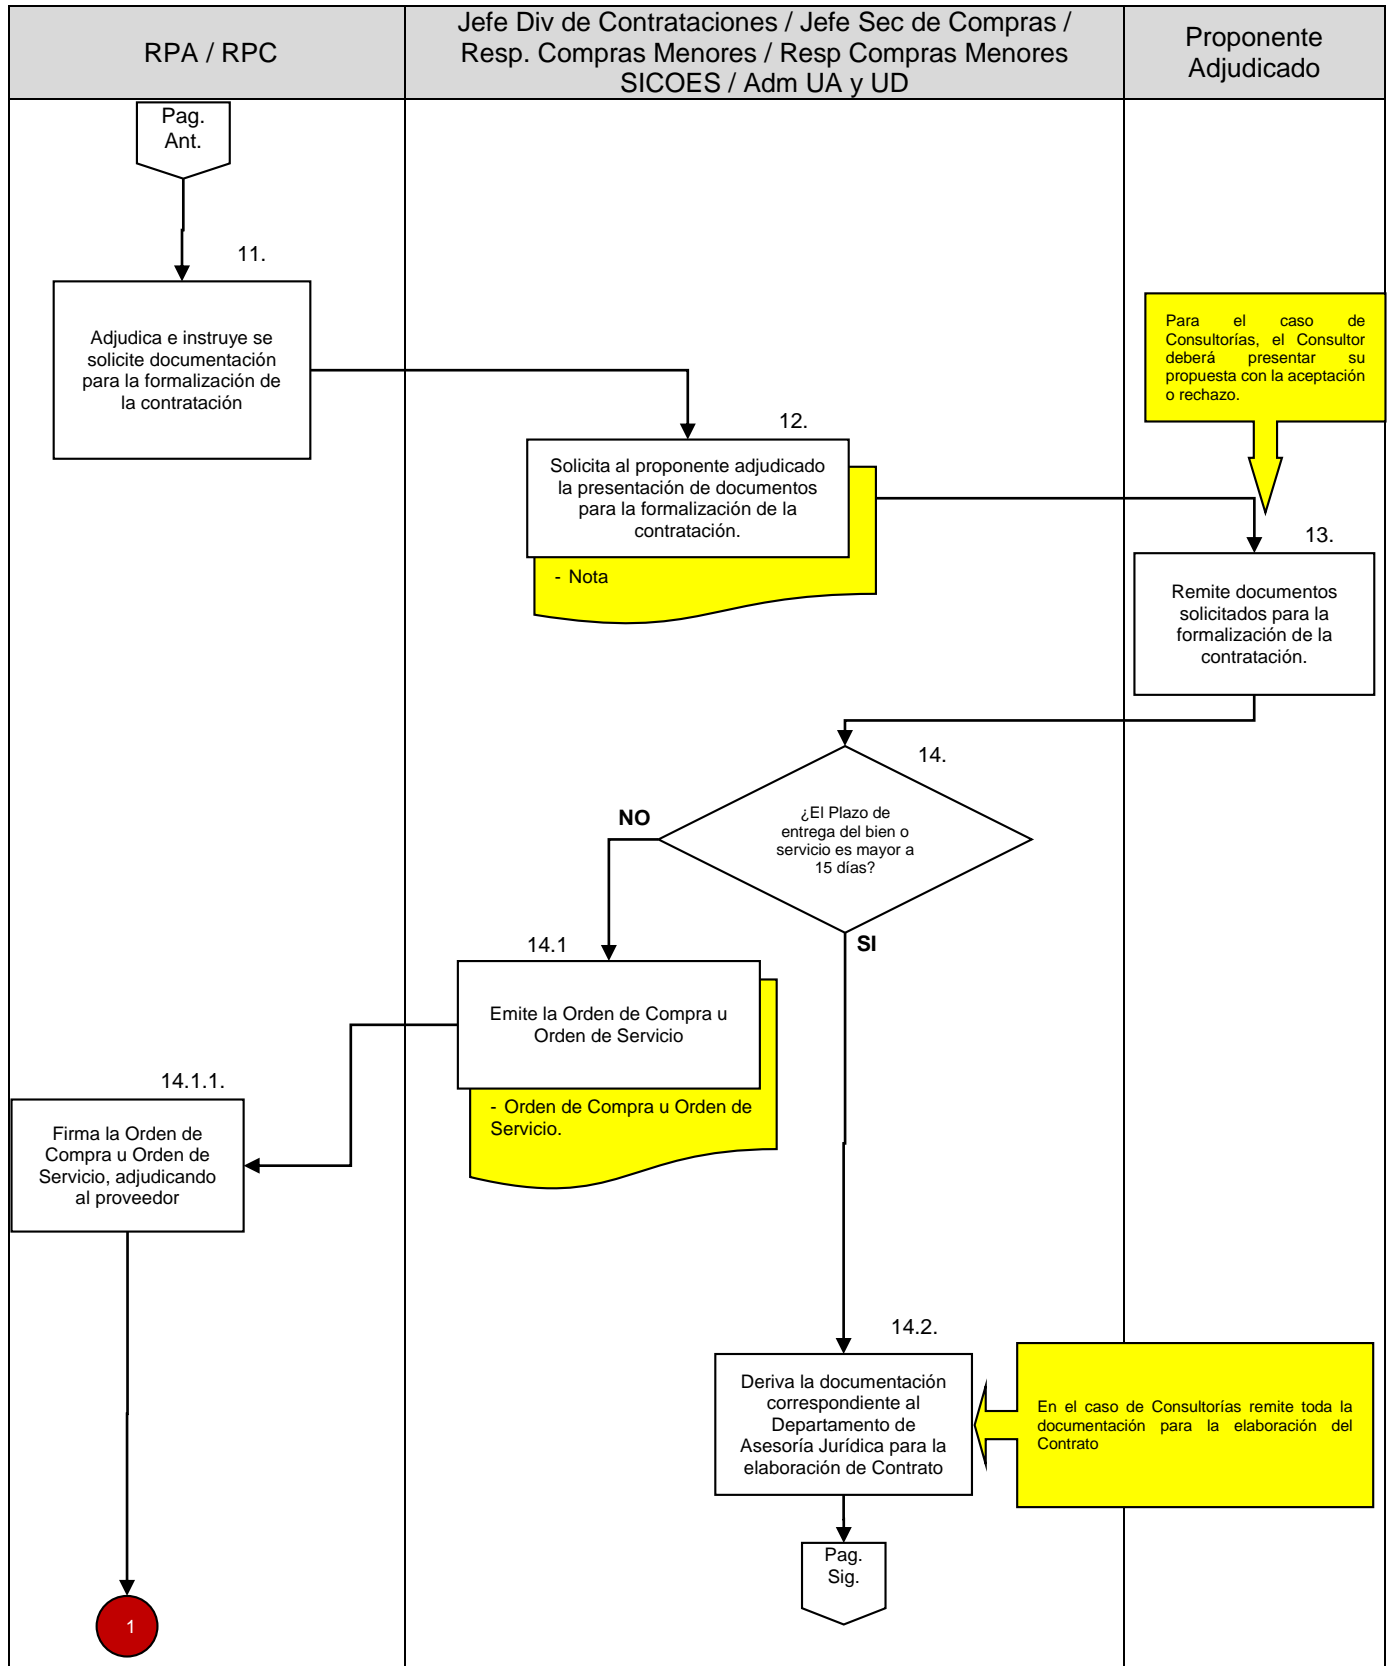 RPA / RPC
Jefe Div de Contrataciones / Jefe Sec de Compras /
Resp. Compras Menores / Resp Compras Menores
SICOES / Adm UA y UD
Proponente
Adjudicado
Pag.
Ant.
11.
Adjudica e instruye se
solicite documentación
para la formalización de
la contratación
Para el caso de
Consultorías, el Consultor
deberá presentar su
propuesta con la aceptación
o rechazo.
12.
Solicita al proponente adjudicado
la presentación de documentos
para la formalización de la
contratación.
- Nota
13.
Remite documentos
solicitados para la
formalización de la
contratación.
14.
¿El Plazo de
entrega del bien o
servicio es mayor a
15 días?
NO
SI
14.1
Emite la Orden de Compra u
Orden de Servicio
- Orden de Compra u Orden de
Servicio.
14.1.1.
Firma la Orden de
Compra u Orden de
Servicio, adjudicando
al proveedor
14.2.
Deriva la documentación
correspondiente al
Departamento de
Asesoría Jurídica para la
elaboración de Contrato
En el caso de Consultorías remite toda la
documentación para la elaboración del
Contrato
Pag.
Sig.
1